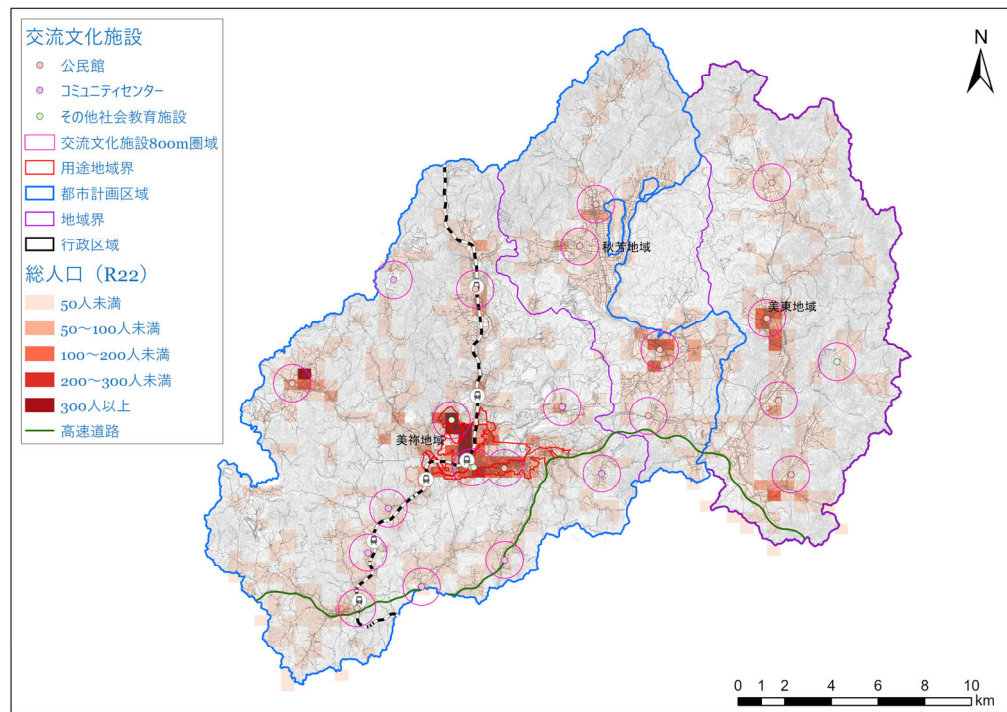 交流文化施設
公民館
コミュニティセンター
その他社会教育施設
交流文化施設800m圏域
用途地域界
都市計画区域
地域界
行政区域
総人口（R22）
50人未満
50～100人未満
100～200人未満
200～300人未満
300人以上
高速道路
N
秋芳地域
美東地域
美祢地域
0 1 2 4 6 8 10
km